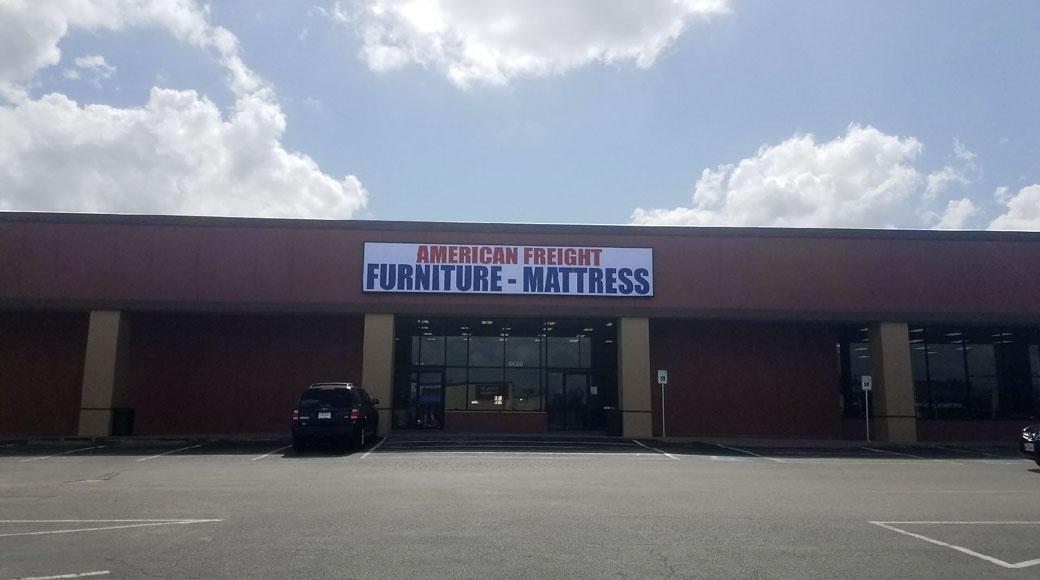 AMERICAN FREIGHT
FURNITURE - MATTRESS